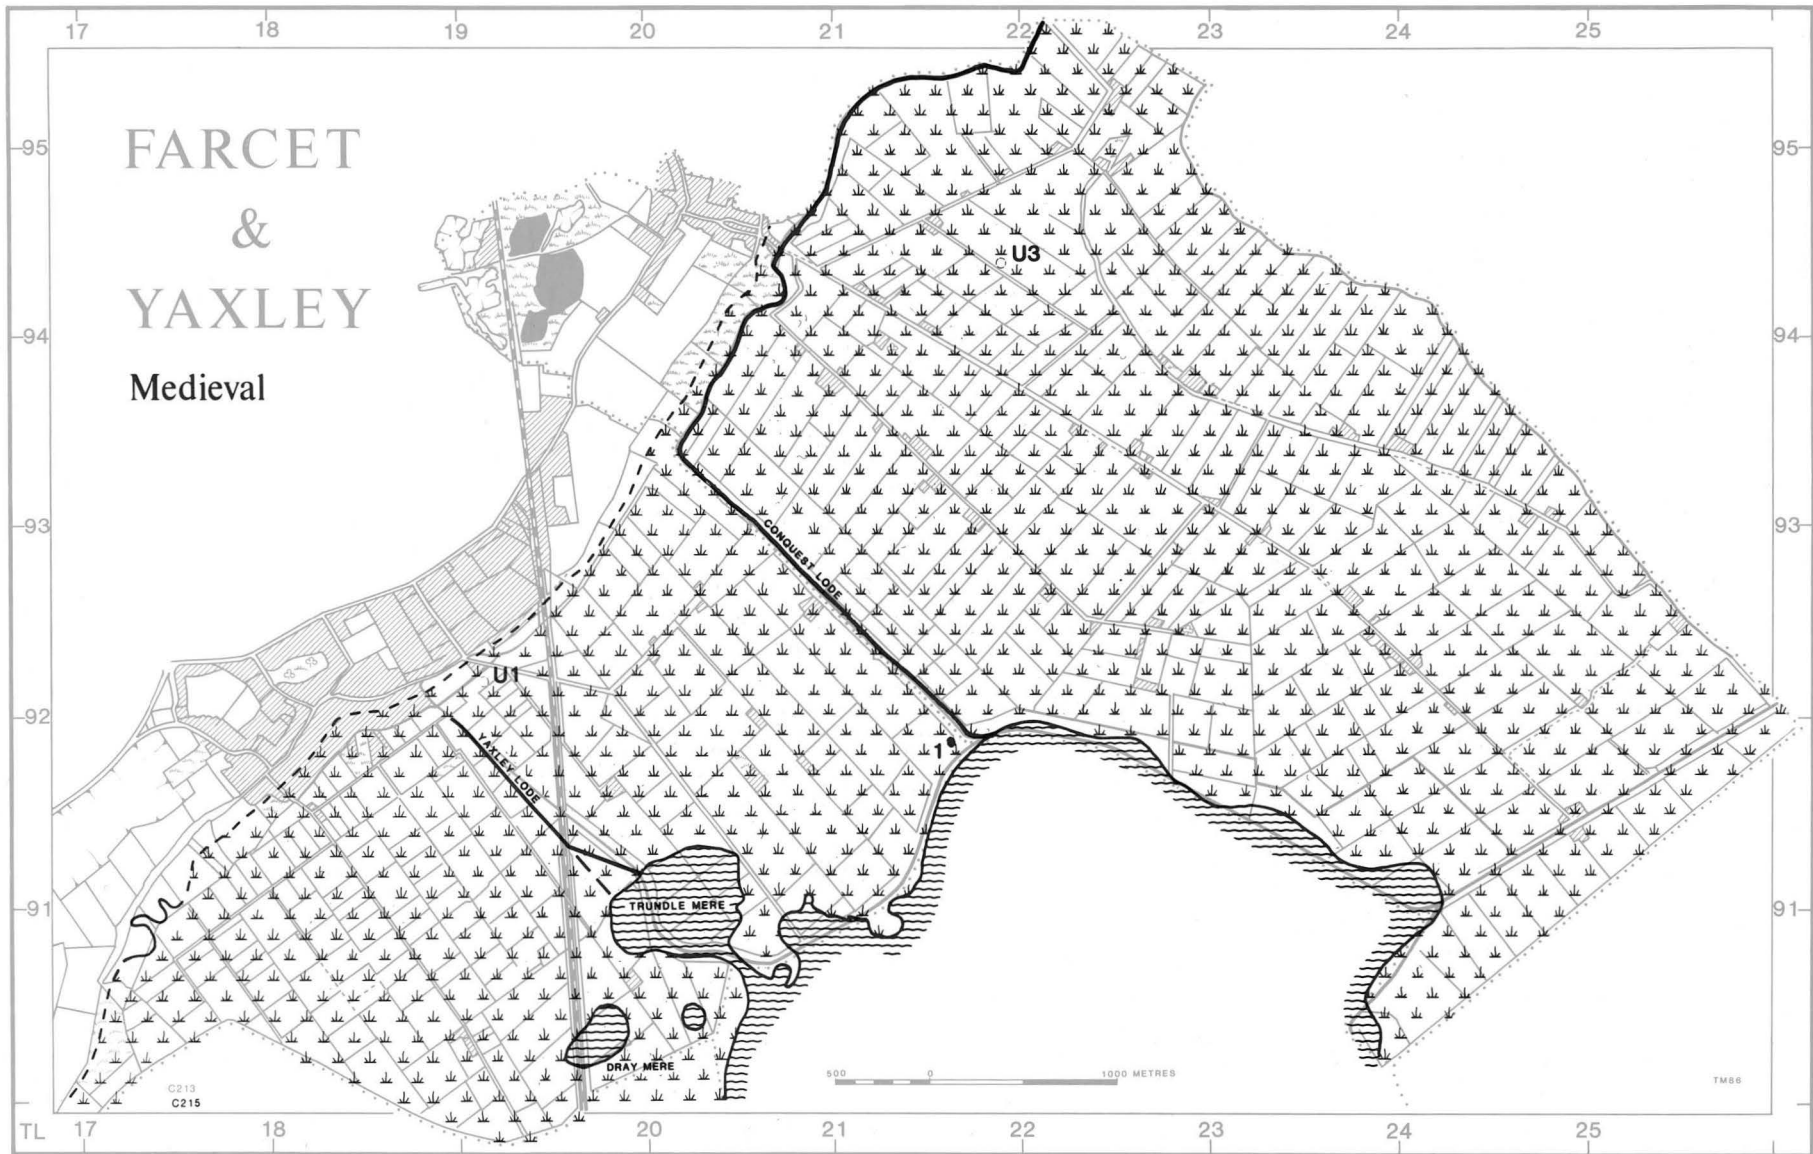 17 18 19 20 21 22 23 24 25
FARCET
&
YAXLEY
Medieval
95 95
U3
94 94
93 93
CONQUEST LODE
U1
92 92
YAXLEY LODE
1
91 91
TRUNDLE MERE
DRAY MERE
500 0 1000 METRES
C213
C215
TM86
TL 17 18 20 21 22 23 24 25